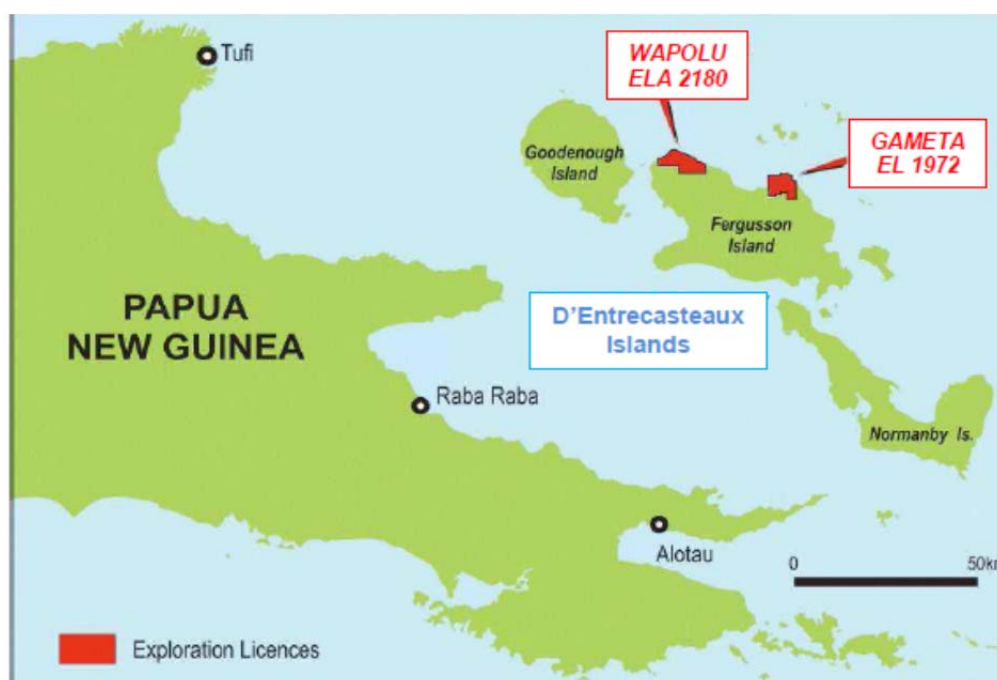 Tufi
WAPOLU
ELA 2180
GAMETA
EL 1972
Goodenough
Island
Fergusson
Island
PAPUA
NEW GUINEA
D'Entrecasteaux
Islands
Raba Raba
Normanby Is.
Alotau
0 50km
Exploration Licences